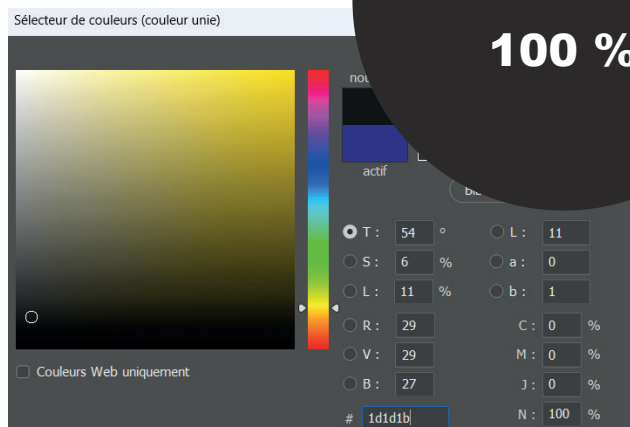 Sélecteur de couleurs (couleur unie)
100 %
actif
T : 54 ° L : 11
S : 6 % a : 0
L : 11 % b : 1
R : 29 C : 0 %
V : 29 M : 0 %
B : 27 J : 0 %
# 1d1d1b N : 100 %
Couleurs Web uniquement